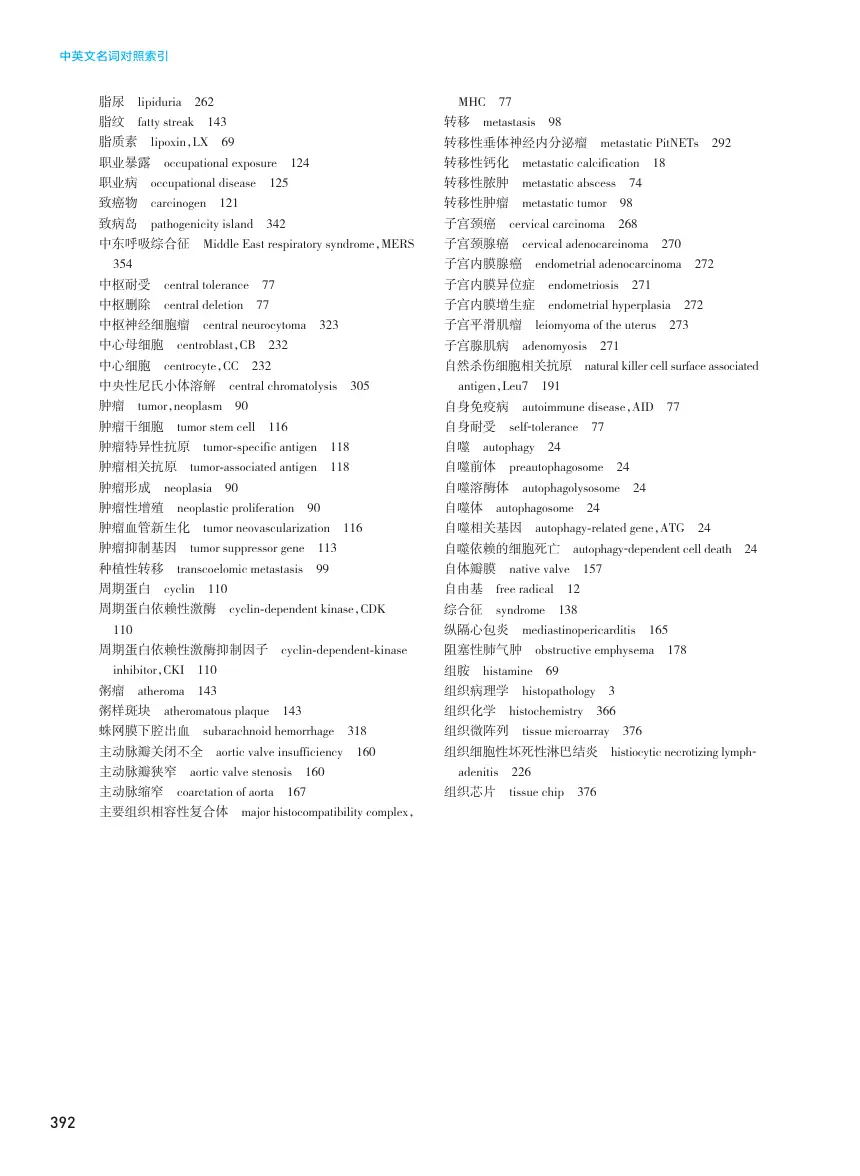 中英文名词对照索引
脂尿 lipiduria 262
脂纹 fatty streak 143
脂质素 lipoxin,LX 69
职业暴露 occupational exposure 124
职业病 occupational disease 125
致癌物 carcinogen 121
致病岛 pathogenicity island 342
中东呼吸综合征 Middle East respiratory syndrome,MERS
354
中枢耐受 central tolerance 77
中枢删除 central deletion 77
中枢神经细胞瘤 central neurocytoma 323
中心母细胞 centroblast,CB 232
中心细胞 centrocyte,CC 232
中央性尼氏小体溶解 central chromatolysis 305
肿瘤 tumor,neoplasm 90
肿瘤干细胞 tumor stem cell 116
肿瘤特异性抗原 tumor-specific antigen 118
肿瘤相关抗原 tumor-associated antigen 118
肿瘤形成 neoplasia 90
肿瘤性增殖 neoplastic proliferation 90
肿瘤血管新生化 tumor neovascularization 116
肿瘤抑制基因 tumor suppressor gene 113
种植性转移 transcoelomic metastasis 99
周期蛋白 cyclin 110
周期蛋白依赖性激酶 cyclin-dependent kinase,CDK
110
周期蛋白依赖性激酶抑制因子 cyclin-dependent-kinase
inhibitor,CKI 110
粥瘤 atheroma 143
粥样斑块 atheromatous plaque 143
蛛网膜下腔出血 subarachnoid hemorrhage 318
主动脉瓣关闭不全 aortic valve insufficiency 160
主动脉瓣狭窄 aortic valve stenosis 160
主动脉缩窄 coarctation of aorta 167
主要组织相容性复合体 major histocompatibility complex,
MHC 77
转移 metastasis 98
转移性垂体神经内分泌瘤 metastatic PitNETs 292
转移性钙化 metastatic calcification 18
转移性脓肿 metastatic abscess 74
转移性肿瘤 metastatic tumor 98
子宫颈癌 cervical carcinoma 268
子宫颈腺癌 cervical adenocarcinoma 270
子宫内膜腺癌 endometrial adenocarcinoma 272
子宫内膜异位症 endometriosis 271
子宫内膜增生症 endometrial hyperplasia 272
子宫平滑肌瘤 leiomyoma of the uterus 273
子宫腺肌病 adenomyosis 271
自然杀伤细胞相关抗原 natural killer cell surface associated
antigen,Leu7 191
自身免疫病 autoimmune disease,AID 77
自身耐受 self-tolerance 77
自噬 autophagy 24
自噬前体 preautophagosome 24
自噬溶酶体 autophagolysosome 24
自噬体 autophagosome 24
自噬相关基因 autophagy-related gene,ATG 24
自噬依赖的细胞死亡 autophagy-dependent cell death 24
自体瓣膜 native valve 157
自由基 free radical 12
综合征 syndrome 138
纵隔心包炎 mediastinopericarditis 165
阻塞性肺气肿 obstructive emphysema 178
组胺 histamine 69
组织病理学 histopathology 3
组织化学 histochemistry 366
组织微阵列 tissue microarray 376
组织细胞性坏死性淋巴结炎 histiocytic necrotizing lymph-
adenitis 226
组织芯片 tissue chip 376
392